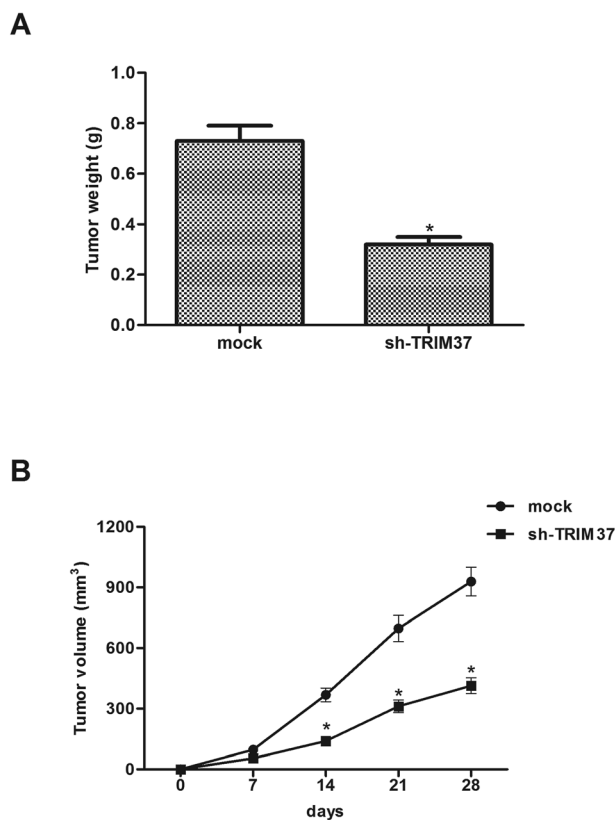 A
1.0
0.8
0.6
0.4
0.2
0.0
Tumor weight (g)
*
mock
sh-TRIM37
B
mock
sh-TRIM37
1200
900
600
300
0
Tumor volume (mm³)
*
*
*
0 7 14 21 28
days